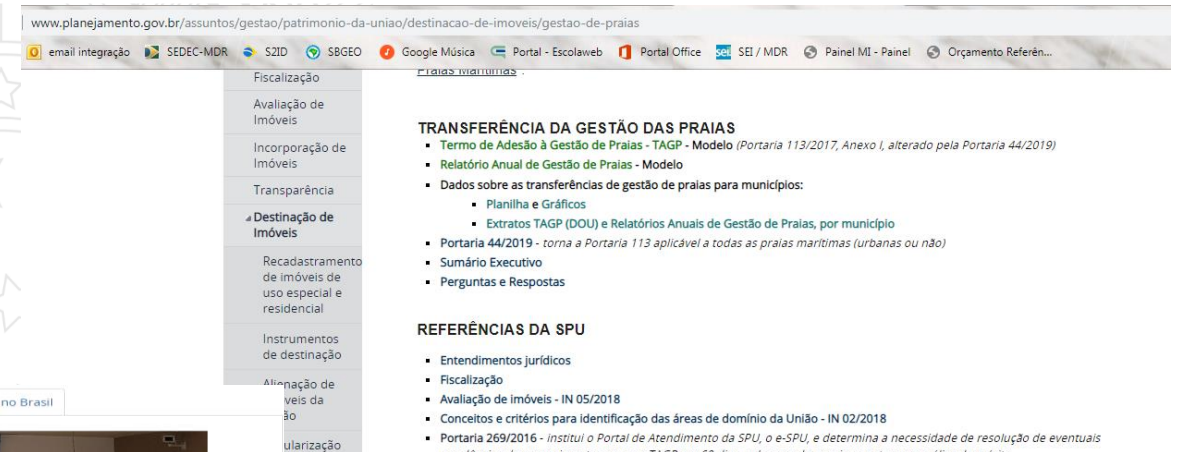 www.planejamento.gov.br/assuntos/gestao/patrimonio-da-uniao/destinacao-de-imoveis/gestao-de-praias
email integração SEDEC-MDR S2ID SBGEO Google Música Portal - Escolaweb Portal Office SEI / MDR Painel MI - Painel Orçamento Referên...
Fiscalização
Avaliação de
Imóveis
Incorporação de
Imóveis
Transparência
Destinação de
Imóveis
Recadastramento
de imóveis de
uso especial e
residencial
Instrumentos
de destinação
Alienação de
veis da
ão
ularização
no Brasil
Praias Marítimas".
TRANSFERÊNCIA DA GESTÃO DAS PRAIAS
Termo de Adesão à Gestão de Praias - TAGP - Modelo (Portaria 113/2017, Anexo I, alterado pela Portaria 44/2019)
Relatório Anual de Gestão de Praias - Modelo
Dados sobre as transferências de gestão de praias para municípios:
Planilha e Gráficos
Extratos TAGP (DOU) e Relatórios Anuais de Gestão de Praias, por município
Portaria 44/2019 - torna a Portaria 113 aplicável a todas as praias marítimas (urbanas ou não)
Sumário Executivo
Perguntas e Respostas
REFERÊNCIAS DA SPU
Entendimentos jurídicos
Fiscalização
Avaliação de imóveis - IN 05/2018
Conceitos e critérios para identificação das áreas de domínio da União - IN 02/2018
Portaria 269/2016 - institui o Portal de Atendimento da SPU, o e-SPU, e determina a necessidade de resolução de eventuais